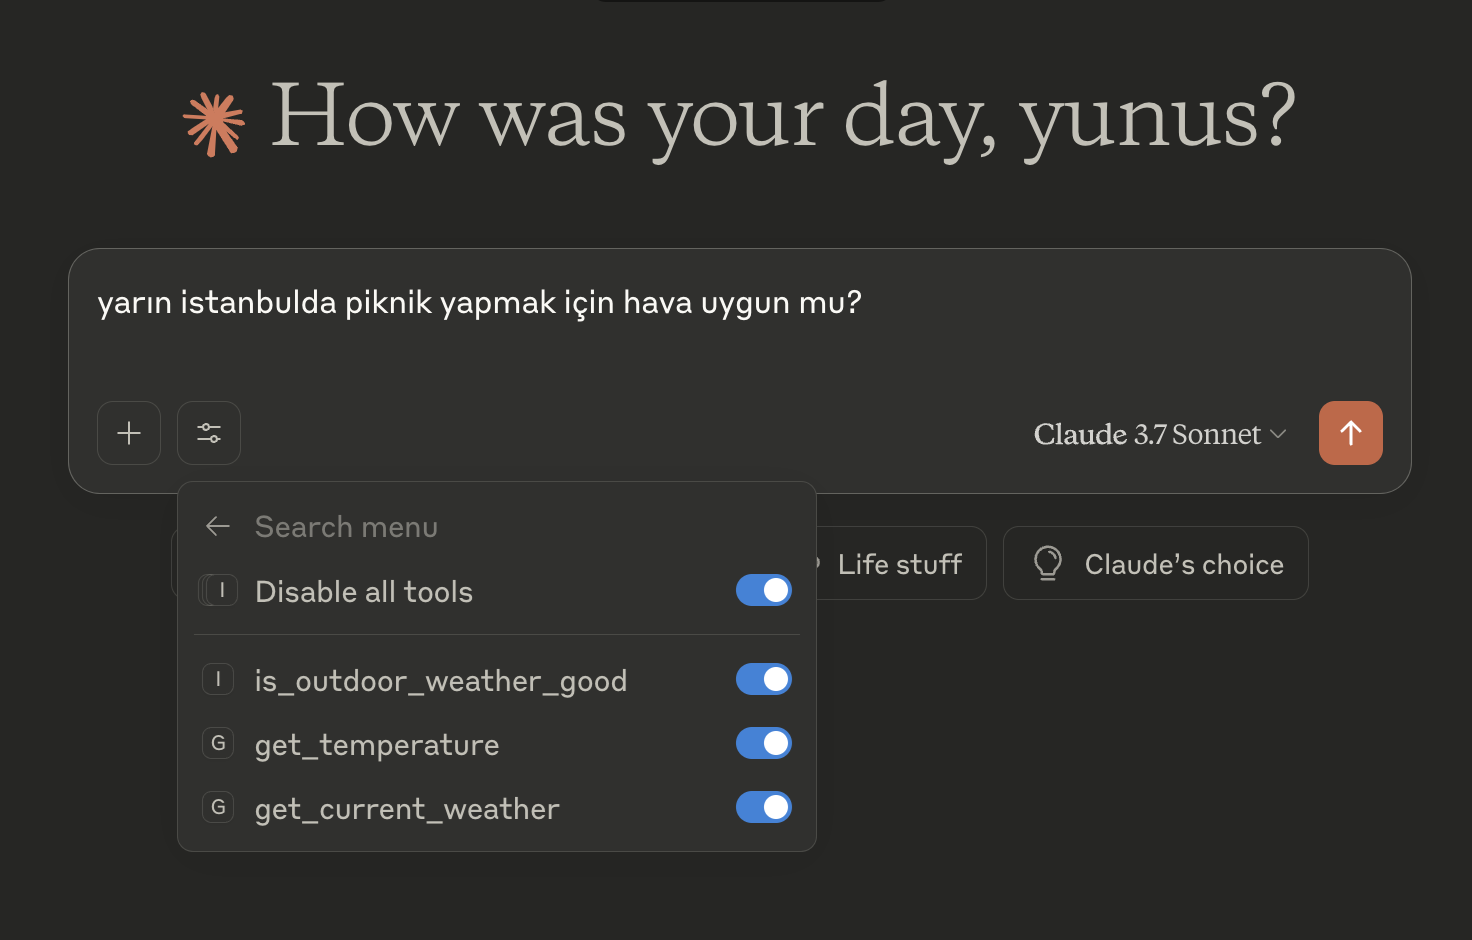 How was your day, yunus?
yarın istanbulda piknik yapmak için hava uygun mu?
Claude 3.7 Sonnet
Search menu
Life stuff
Claude's choice
I Disable all tools
I is_outdoor_weather_good
G get_temperature
G get_current_weather